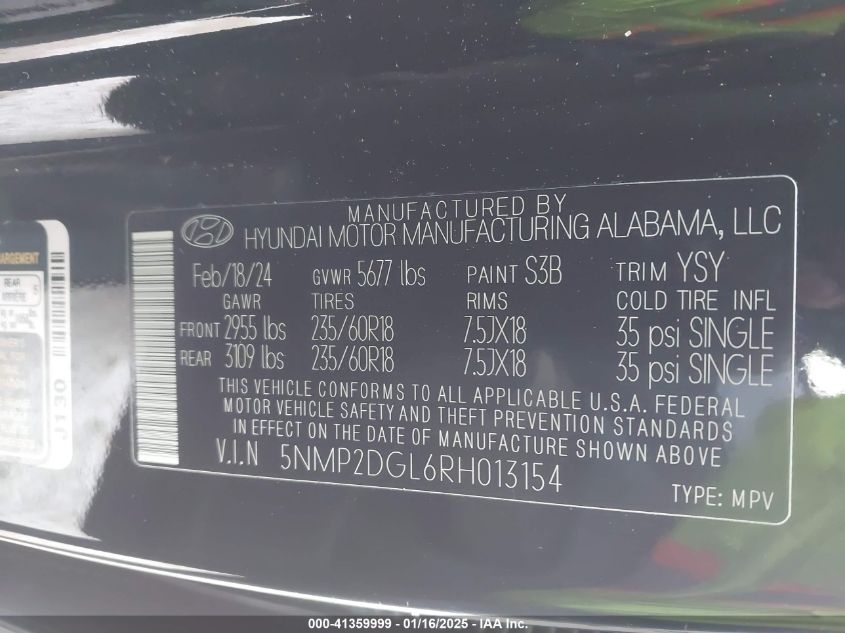 MANUFACTURED BY
HYUNDAI MOTOR MANUFACTURING ALABAMA, LLC
Feb/18/24 GVWR 5677 lbs PAINT S3B TRIM YSY
GAWR TIRES RIMS COLD TIRE INFL
FRONT 2955 lbs 235/60R18 7.5JX18 35 psi SINGLE
REAR 3109 lbs 235/60R18 7.5JX18 35 psi SINGLE
THIS VEHICLE CONFORMS TO ALL APPLICABLE U.S.A. FEDERAL
MOTOR VEHICLE SAFETY AND THEFT PREVENTION STANDARDS
IN EFFECT ON THE DATE OF MANUFACTURE SHOWN ABOVE
V.I.N 5NMP2DGL6RH013154
TYPE: MPV
REAR
J130
000-41359999 - 01/16/2025 - IAA Inc.